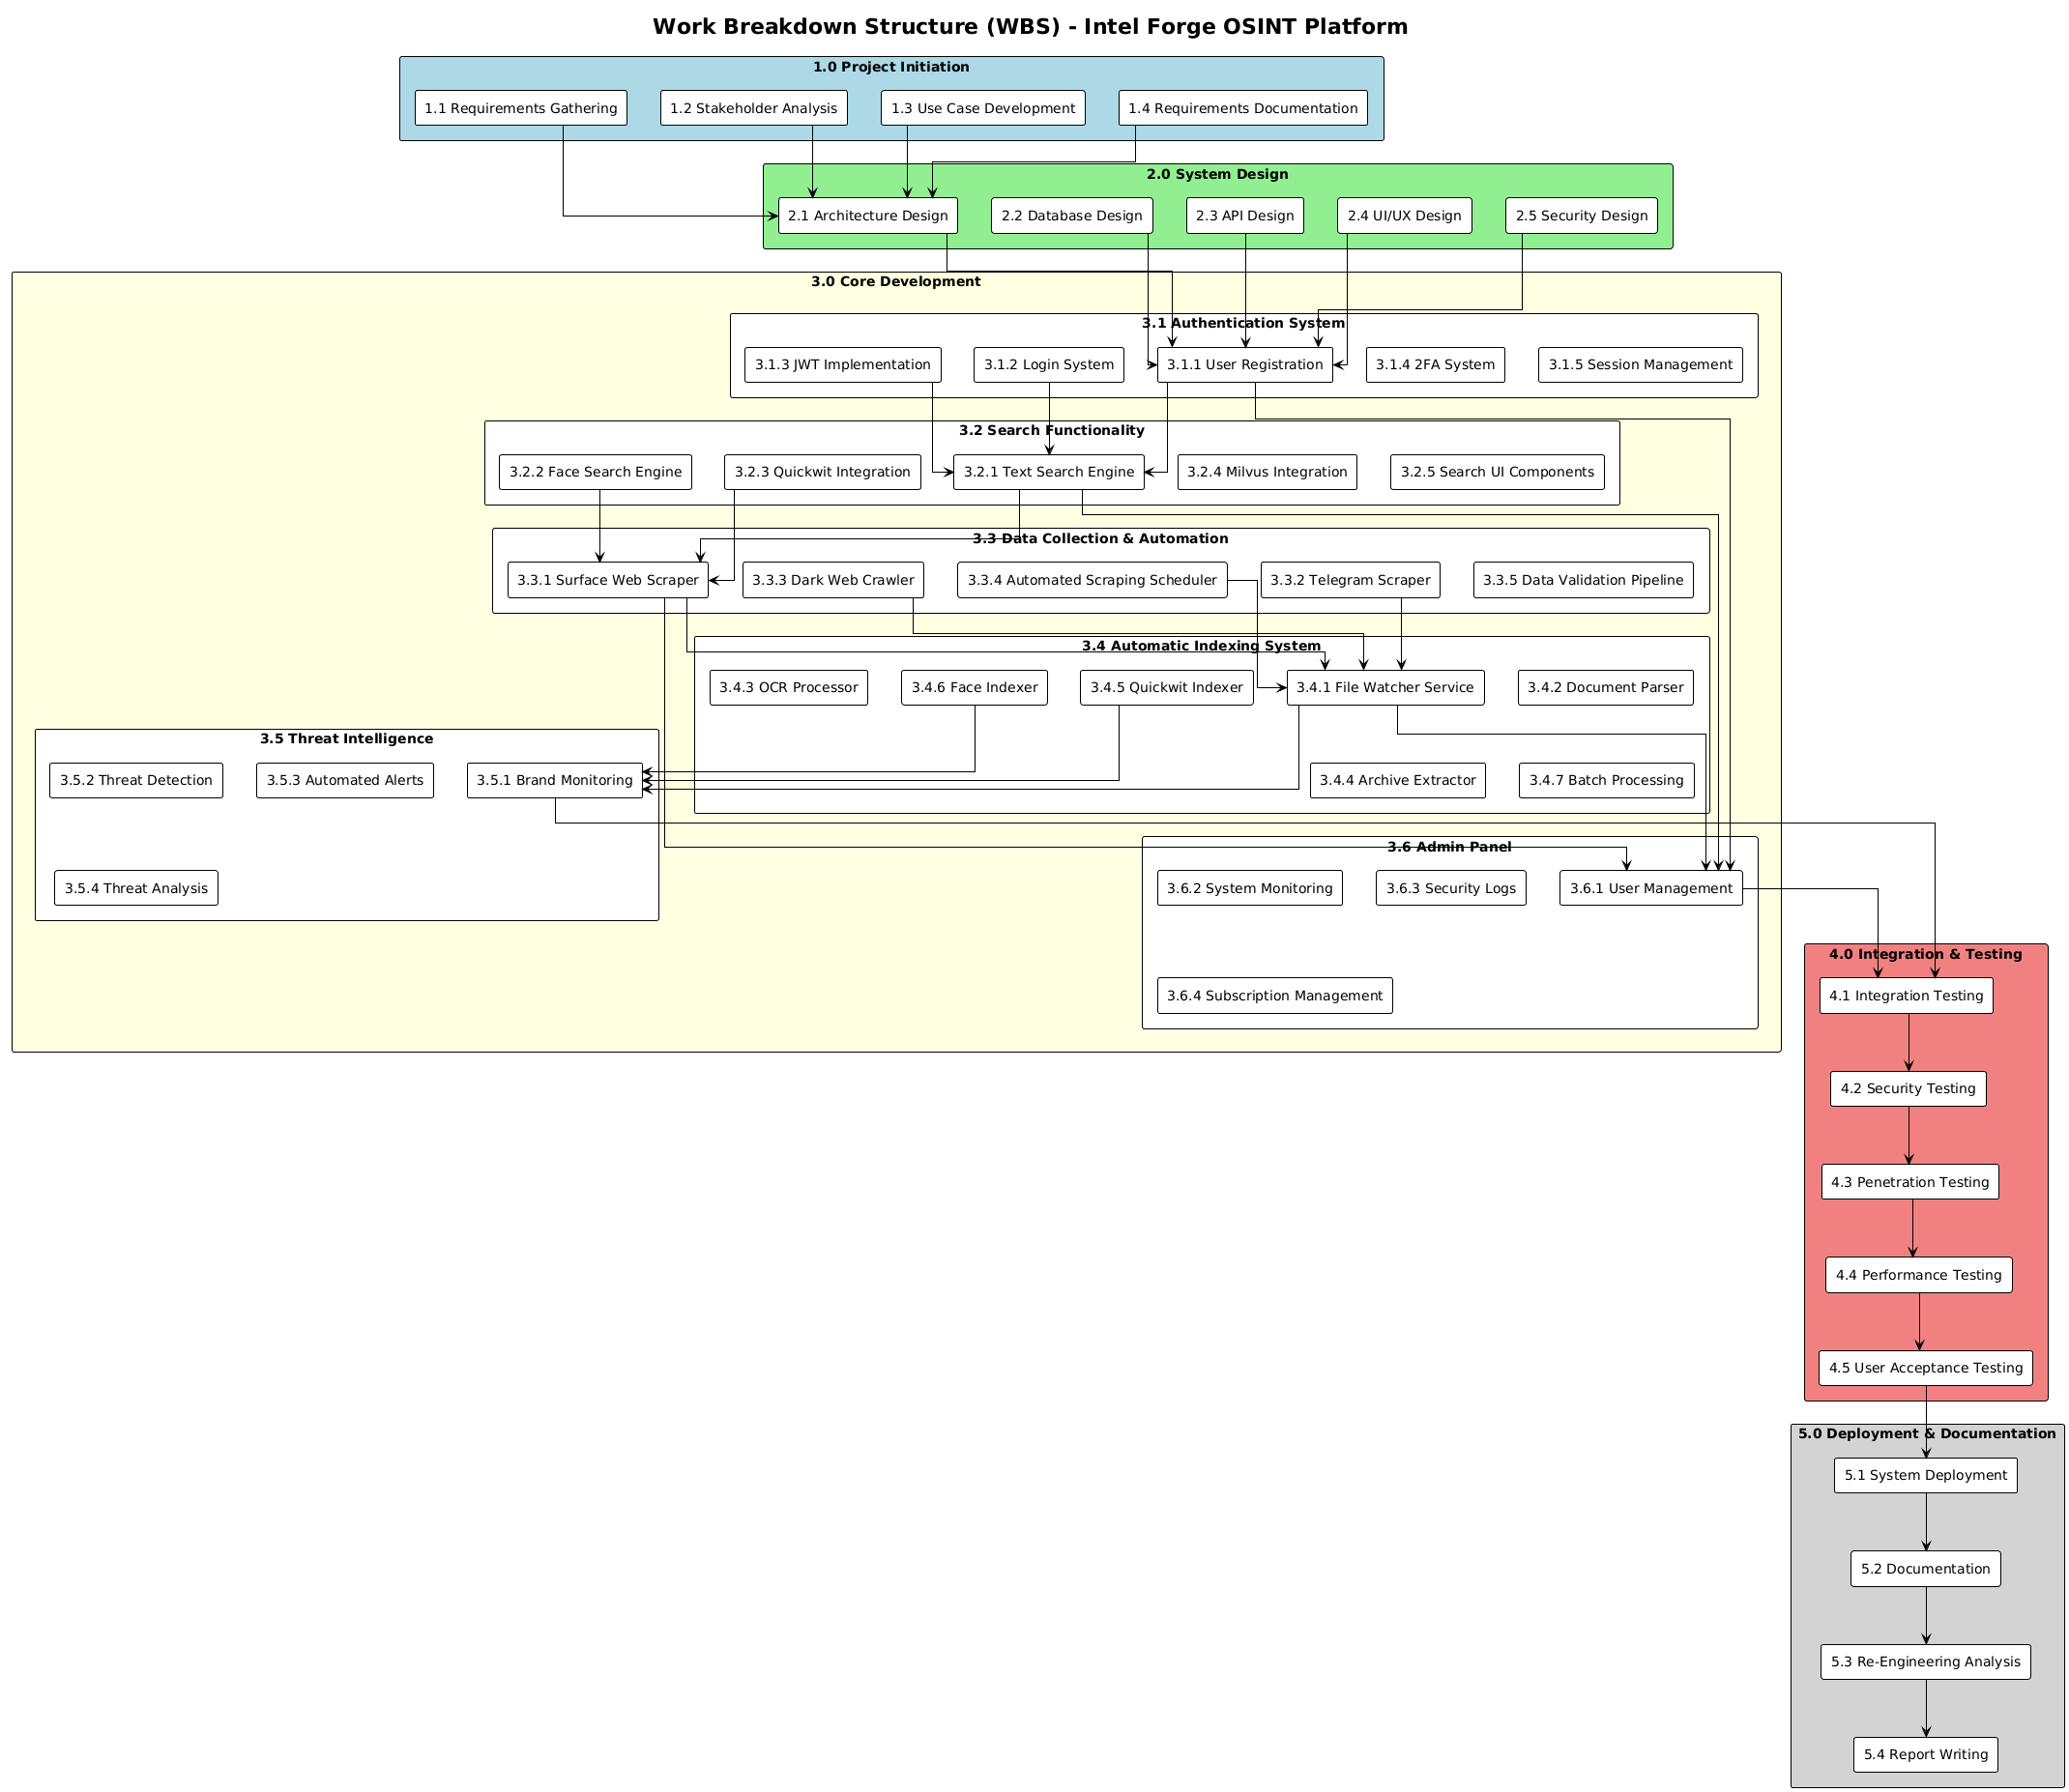 Work Breakdown Structure (WBS) - Intel Forge OSINT Platform
1.0 Project Initiation
1.1 Requirements Gathering
1.2 Stakeholder Analysis
1.3 Use Case Development
1.4 Requirements Documentation
2.0 System Design
2.1 Architecture Design
2.2 Database Design
2.3 API Design
2.4 UI/UX Design
2.5 Security Design
3.0 Core Development
3.1 Authentication System
3.1.3 JWT Implementation
3.1.2 Login System
3.1.1 User Registration
3.1.4 2FA System
3.1.5 Session Management
3.2 Search Functionality
3.2.2 Face Search Engine
3.2.3 Quickwit Integration
3.2.1 Text Search Engine
3.2.4 Milvus Integration
3.2.5 Search UI Components
3.3 Data Collection & Automation
3.3.1 Surface Web Scraper
3.3.3 Dark Web Crawler
3.3.4 Automated Scraping Scheduler
3.3.2 Telegram Scraper
3.3.5 Data Validation Pipeline
3.4 Automatic Indexing System
3.4.3 OCR Processor
3.4.6 Face Indexer
3.4.5 Quickwit Indexer
3.4.1 File Watcher Service
3.4.2 Document Parser
3.4.4 Archive Extractor
3.4.7 Batch Processing
3.5 Threat Intelligence
3.5.2 Threat Detection
3.5.3 Automated Alerts
3.5.1 Brand Monitoring
3.5.4 Threat Analysis
3.6 Admin Panel
3.6.2 System Monitoring
3.6.3 Security Logs
3.6.1 User Management
3.6.4 Subscription Management
4.0 Integration & Testing
4.1 Integration Testing
4.2 Security Testing
4.3 Penetration Testing
4.4 Performance Testing
4.5 User Acceptance Testing
5.0 Deployment & Documentation
5.1 System Deployment
5.2 Documentation
5.3 Re-Engineering Analysis
5.4 Report Writing